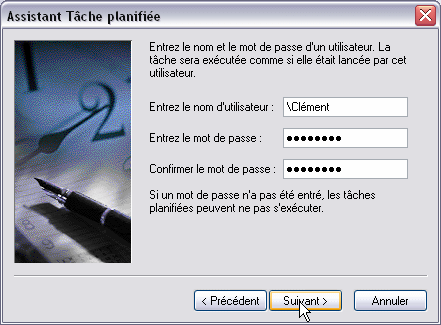 Assistant Tâche planifiée
Entrez le nom et le mot de passe d'un utilisateur. La
tâche sera exécutée comme si elle était lancée par cet
utilisateur.
Entrez le nom d'utilisateur : \Clément
Entrez le mot de passe : ●●●●●●●●
Confirmer le mot de passe : ●●●●●●●●
Si un mot de passe n'a pas été entré, les tâches
planifiées peuvent ne pas s'exécuter.
< Précédent Suivant > Annuler